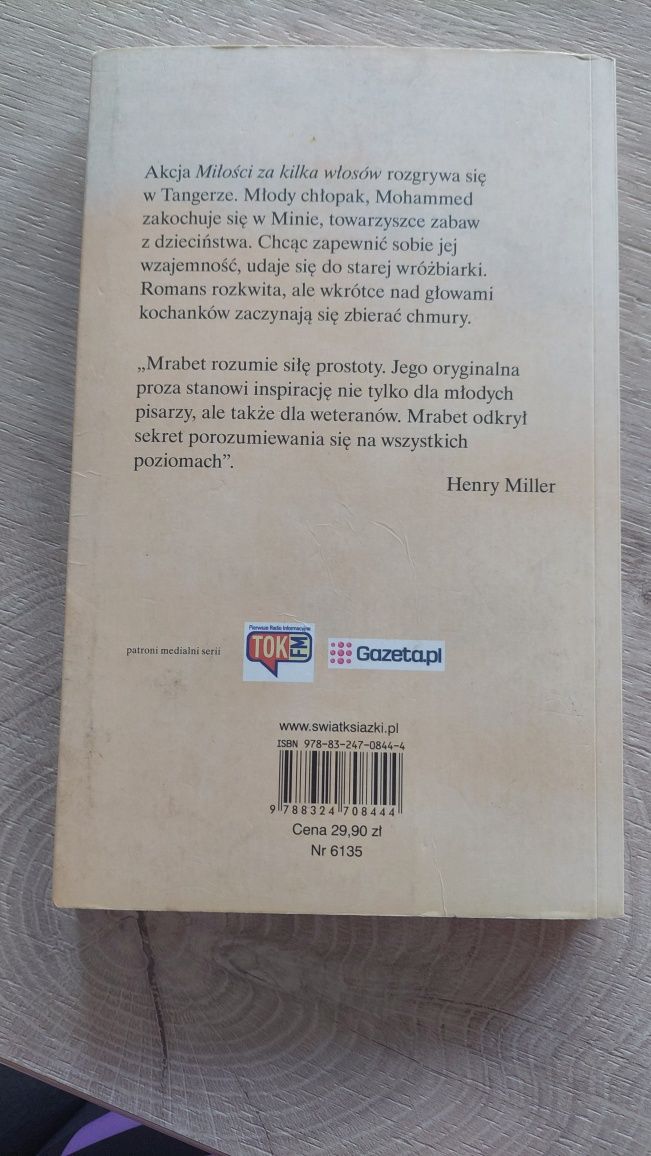 Akcja Miłości za kilka włosów rozgrywa się
w Tangerze. Młody chłopak, Mohammed
zakochuje się w Minie, towarzyszce zabaw
z dzieciństwa. Chcąc zapewnić sobie jej
wzajemność, udaje się do starej wróżbiarki.
Romans rozkwita, ale wkrótce nad głowami
kochanków zaczynają się zbierać chmury.
„Mrabet rozumie siłę prostoty. Jego oryginalna
proza stanowi inspirację nie tylko dla młodych
pisarzy, ale także dla weteranów. Mrabet odkrył
sekret porozumiewania się na wszystkich
poziomach”.
Henry Miller
patroni medialni serii
Pierwsze Radio Informacyjne
TOK FM
Gazeta.pl
www.swiatksiazki.pl
ISBN 978-83-247-0844-4
9 788324 708444
Cena 29,90 zł
Nr 6135